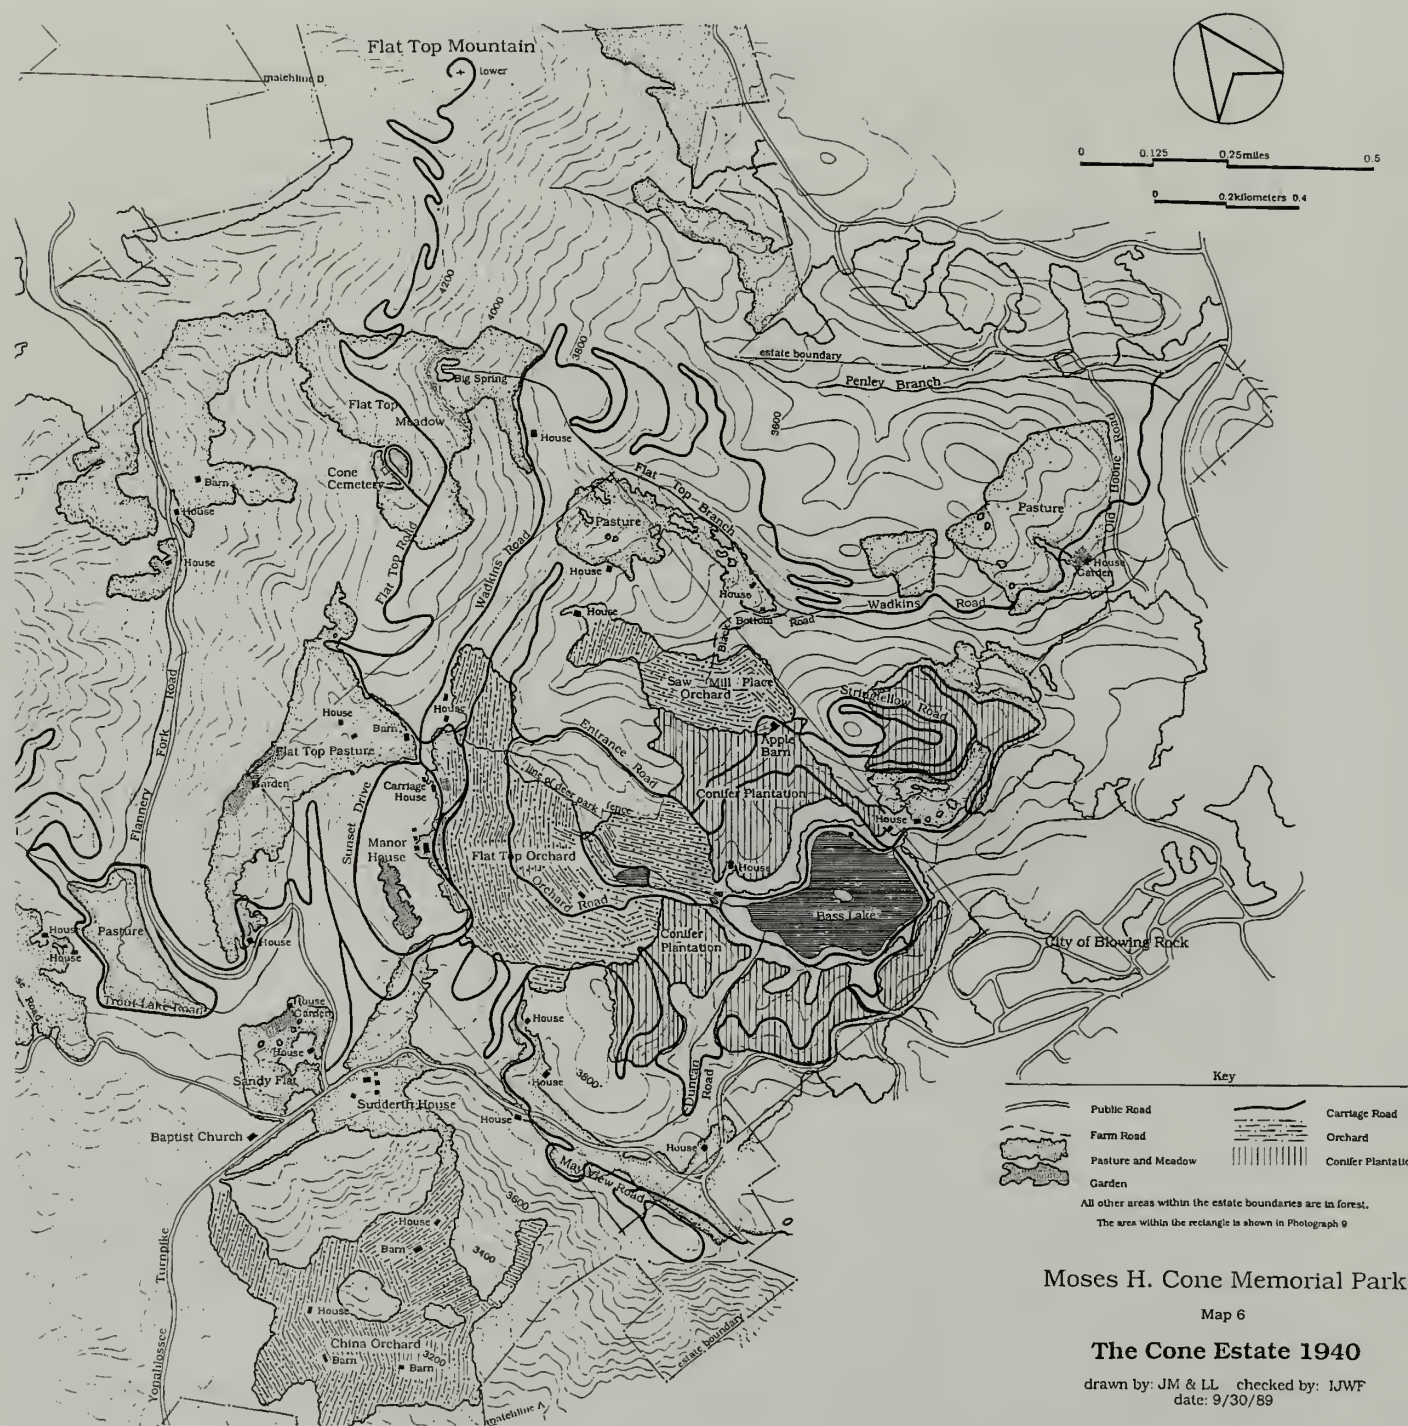 Flat Top Mountain
lower
matchline D
0 0.125 0.25miles 0.5
0 0.2kilometers 0.4
4200
4000
3800
estate boundary
Penley Branch
Big Spring
Flat Top
Meadow
3600
House
Cone
Cemetery
Flat Top Branch
Barn
House
Pasture
Pasture
Old Boone Road
House
Flat Top Road
Wadkins Road
House
House
Garden
House
Wadkins Road
House
Bottom Road
Black
Saw Mill Place
Orchard
Stringfellow Road
House
House
Entrance Road
Apple
Barn
Barn
Flat Top Pasture
Flannery Fork Road
line of deer park fence
Garden
Carriage
House
Conifer Plantation
Sunset Drive
House
Manor
House
Flat Top Orchard
House
Orchard Road
Bass Lake
House
Pasture
House
House
Conifer
Plantation
City of Blowing Rock
Trout Lake Road
House
Garden
House
House
3800
House
Sandy Flat
Duncan
Road
Sudderth House
House
Baptist Church
House
May View Road
3600
House
3400
Barn
Yonahlossee Turnpike
House
China Orchard
3200
Barn
Barn
estate boundary
matchline A
Key
Public Road
Carriage Road
Farm Road
Orchard
Pasture and Meadow
Conifer Plantati
Garden
All other areas within the estate boundaries are in forest.
The area within the rectangle is shown in Photograph 9
Moses H. Cone Memorial Park
Map 6
The Cone Estate 1940
drawn by: JM & LL checked by: IJWF
date: 9/30/89